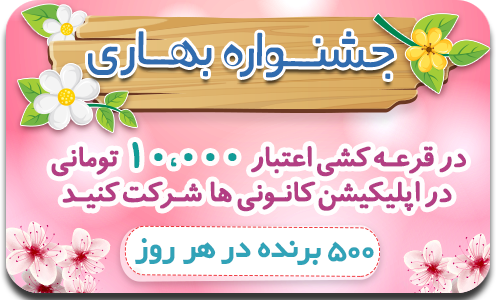 جشنواره بهاری
در قرعه کشی اعتبار ۱۰،۰۰۰ تومانی
در اپلیکیشن کانونی ها شرکت کنید
۵۰۰ برنده در هر روز